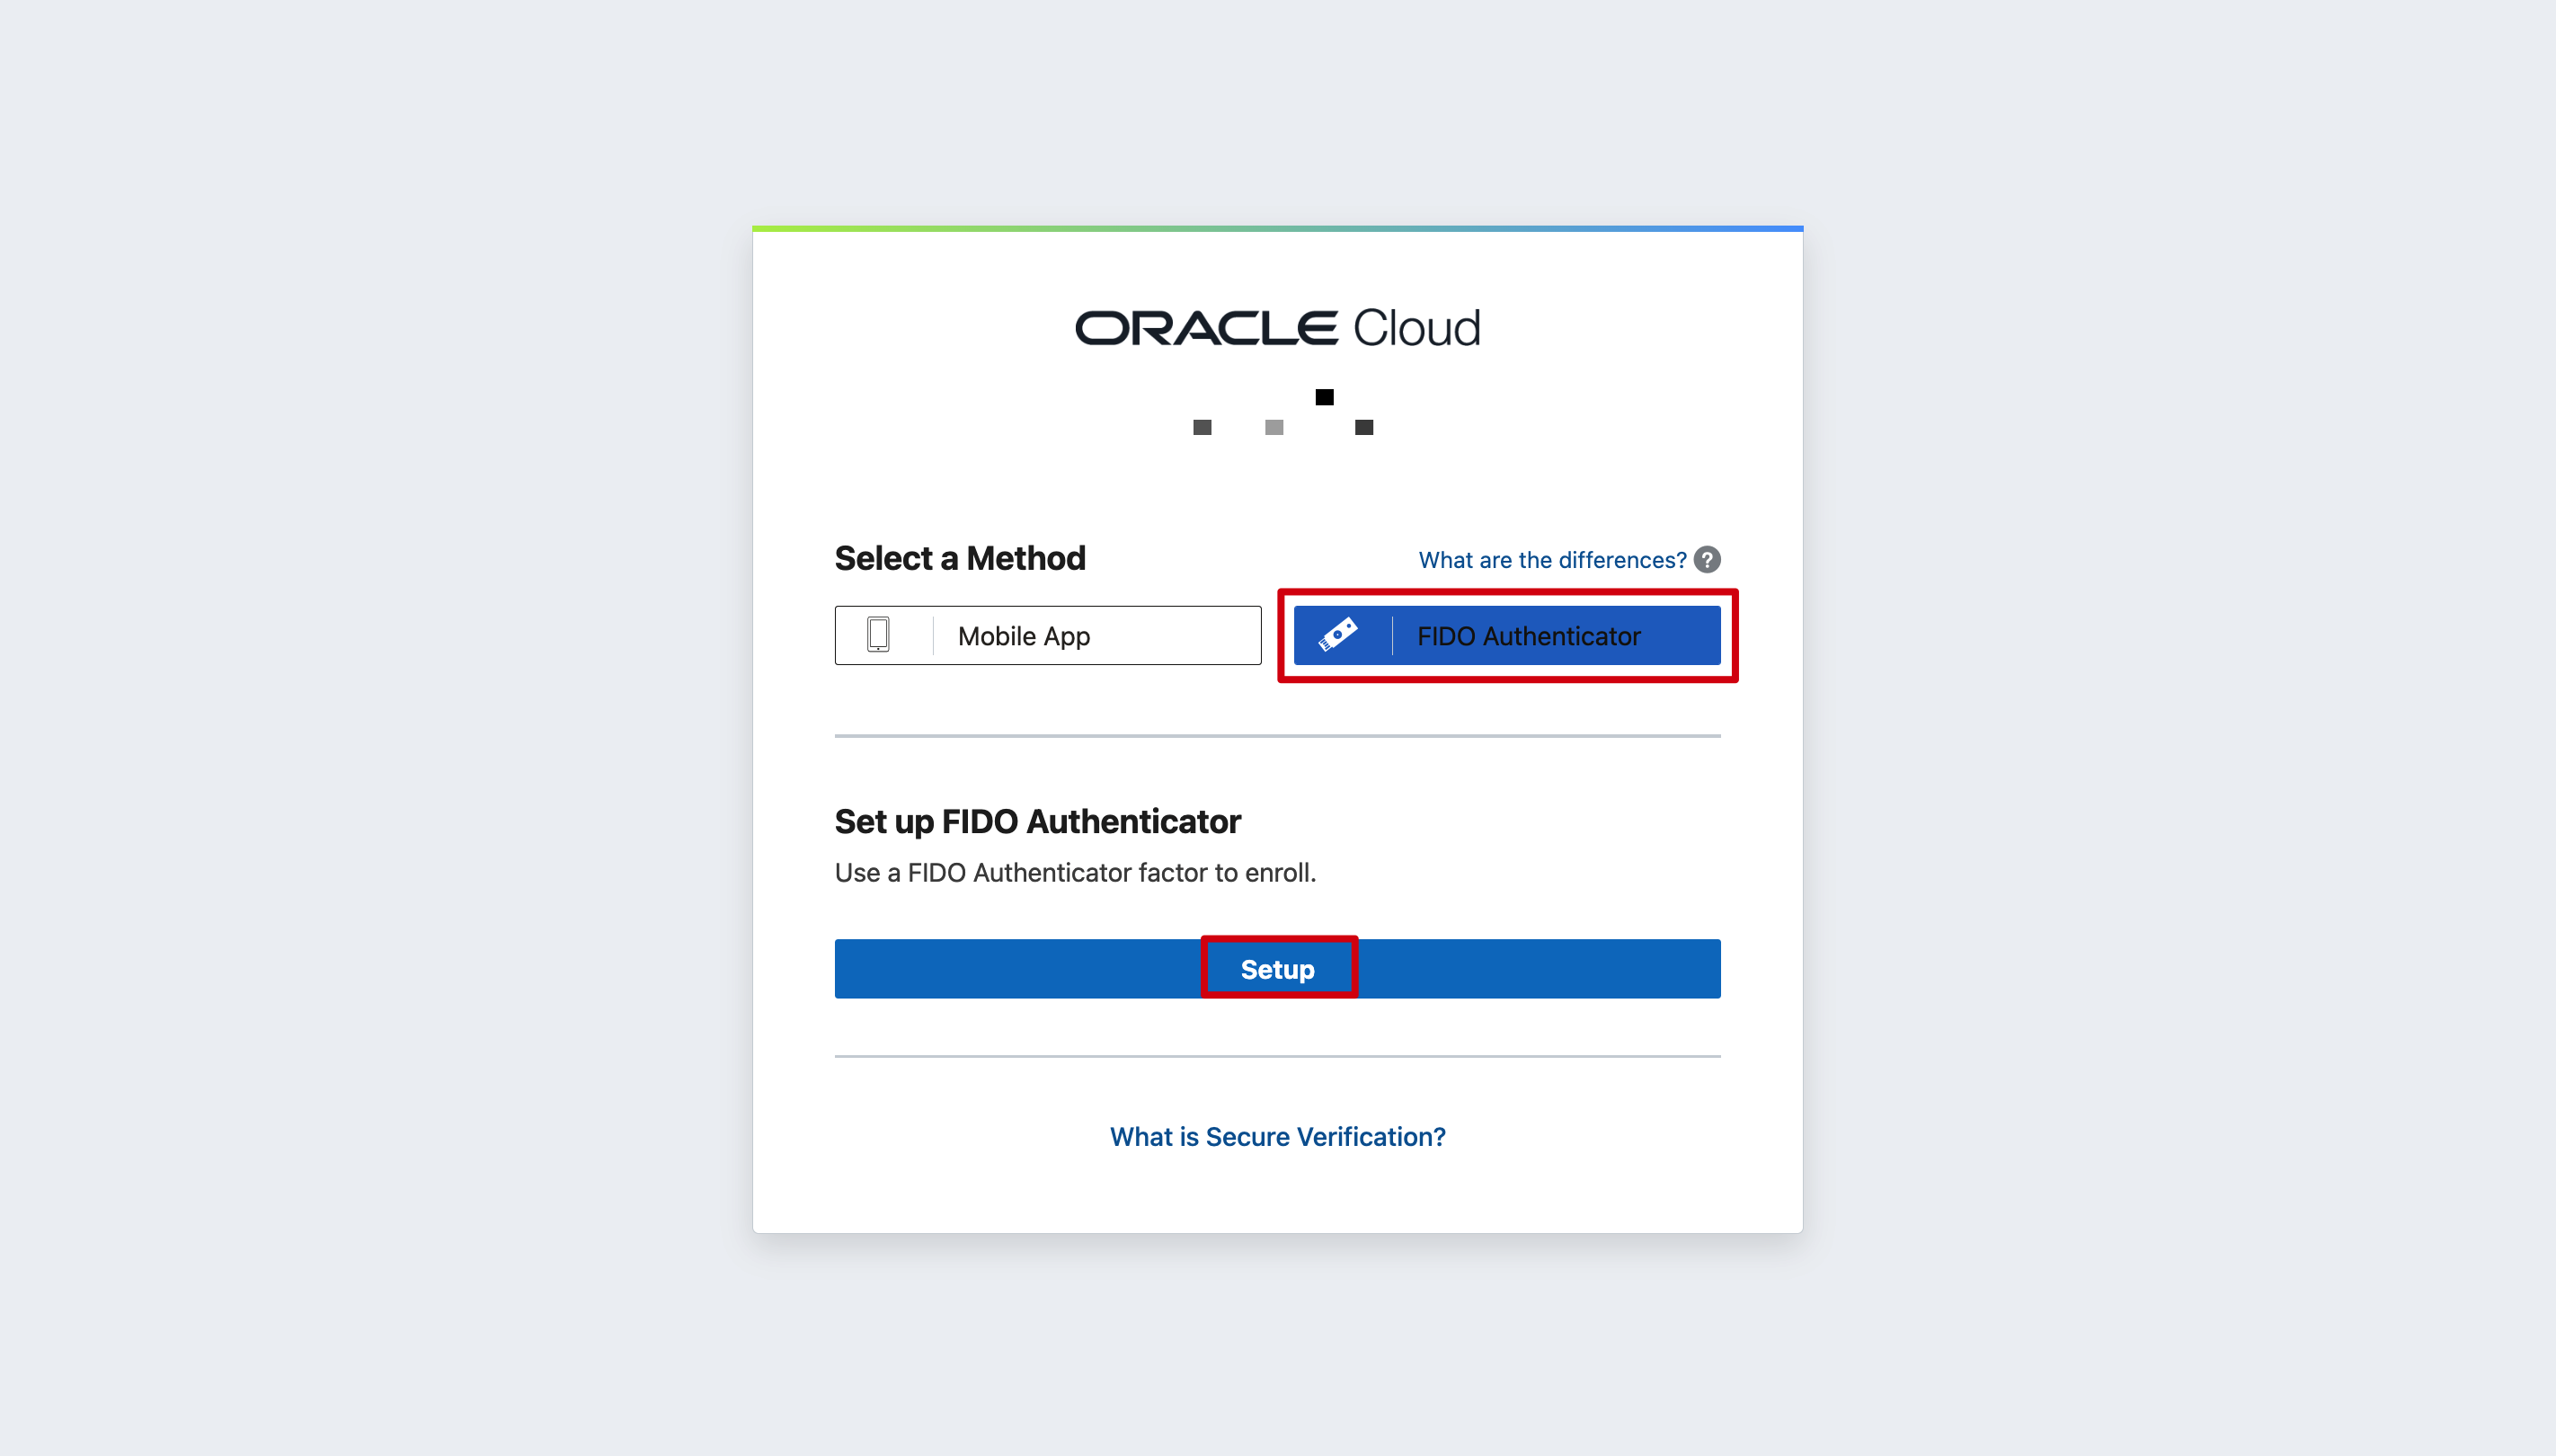 ORACLE Cloud
Select a Method
What are the differences? ?
Mobile App
FIDO Authenticator
Set up FIDO Authenticator
Use a FIDO Authenticator factor to enroll.
Setup
What is Secure Verification?